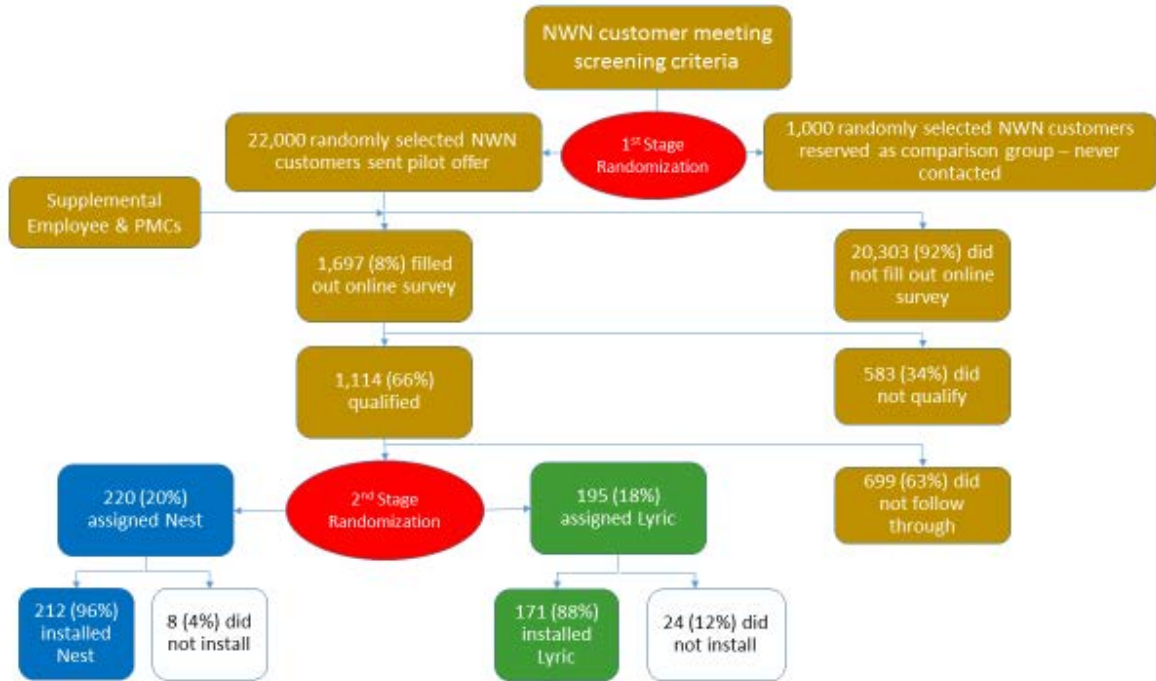 NWN customer meeting
screening criteria
22,000 randomly selected NWN
customers sent pilot offer
1st Stage
Randomization
1,000 randomly selected NWN customers
reserved as comparison group – never
contacted
Supplemental
Employee & PMCs
1,697 (8%) filled
out online survey
20,303 (92%) did
not fill out online
survey
1,114 (66%)
qualified
583 (34%) did
not qualify
220 (20%)
assigned Nest
2nd Stage
Randomization
195 (18%)
assigned Lyric
699 (63%) did
not follow
through
212 (96%)
installed
Nest
8 (4%) did
not install
171 (88%)
installed
Lyric
24 (12%) did
not install